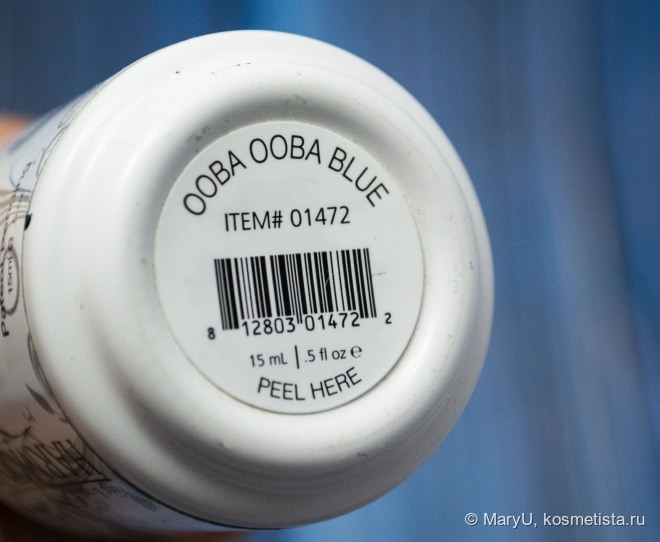 OOBA OOBA BLUE
ITEM# 01472
8 12803 01472 2
15 mL | .5 fl oz ℮
PEEL HERE
15mL
© MaryU, kosmetista.ru